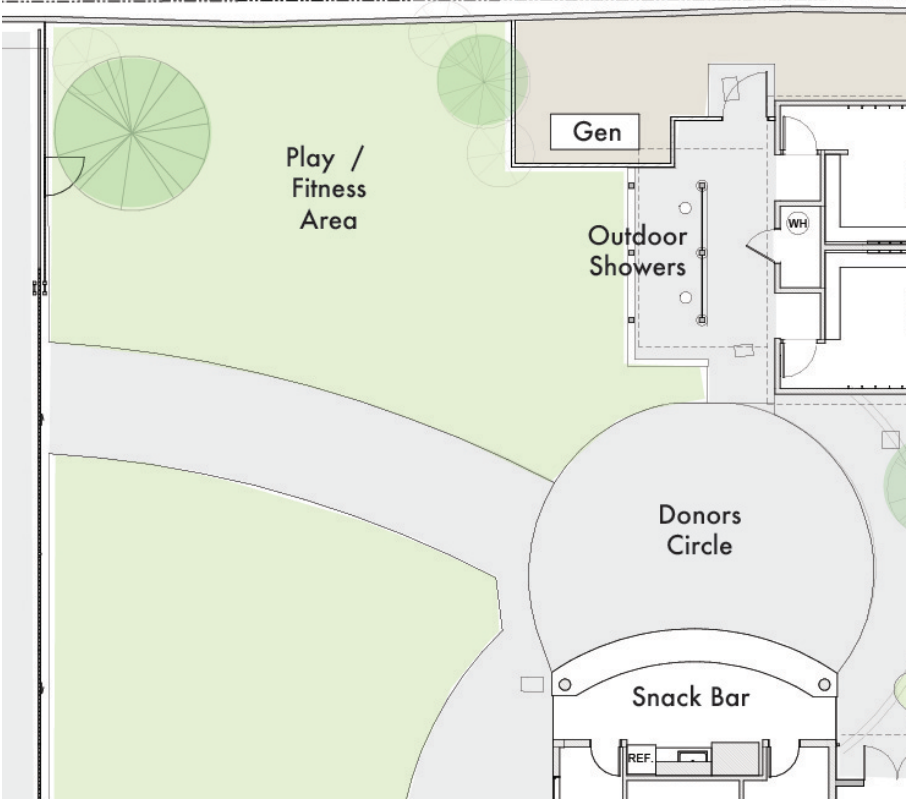 Gen
Play /
Fitness
Area
WH
Outdoor
Showers
Donors
Circle
Snack Bar
REF.